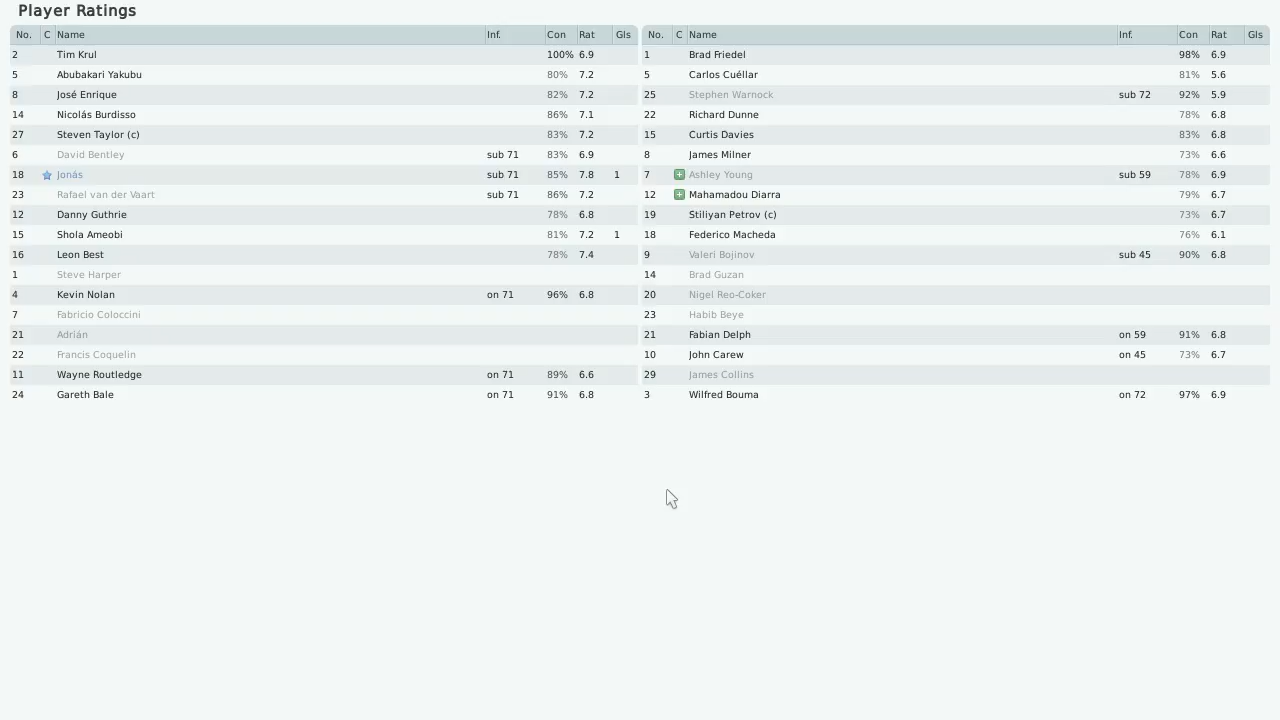 Player Ratings
No. C Name Inf. Con Rat Gls
2 Tim Krul 100% 6.9
5 Abubakari Yakubu 80% 7.2
8 José Enrique 82% 7.2
14 Nicolás Burdisso 86% 7.1
27 Steven Taylor (c) 83% 7.2
6 David Bentley sub 71 83% 6.9
18 Jonás sub 71 85% 7.8 1
23 Rafael van der Vaart sub 71 86% 7.2
12 Danny Guthrie 78% 6.8
15 Shola Ameobi 81% 7.2 1
16 Leon Best 78% 7.4
1 Steve Harper
4 Kevin Nolan on 71 96% 6.8
7 Fabricio Coloccini
21 Adrián
22 Francis Coquelin
11 Wayne Routledge on 71 89% 6.6
24 Gareth Bale on 71 91% 6.8
No. C Name Inf. Con Rat Gls
1 Brad Friedel 98% 6.9
5 Carlos Cuéllar 81% 5.6
25 Stephen Warnock sub 72 92% 5.9
22 Richard Dunne 78% 6.8
15 Curtis Davies 83% 6.8
8 James Milner 73% 6.6
7 Ashley Young sub 59 78% 6.9
12 Mahamadou Diarra 79% 6.7
19 Stiliyan Petrov (c) 73% 6.7
18 Federico Macheda 76% 6.1
9 Valeri Bojinov sub 45 90% 6.8
14 Brad Guzan
20 Nigel Reo-Coker
23 Habib Beye
21 Fabian Delph on 59 91% 6.8
10 John Carew on 45 73% 6.7
29 James Collins
3 Wilfred Bouma on 72 97% 6.9